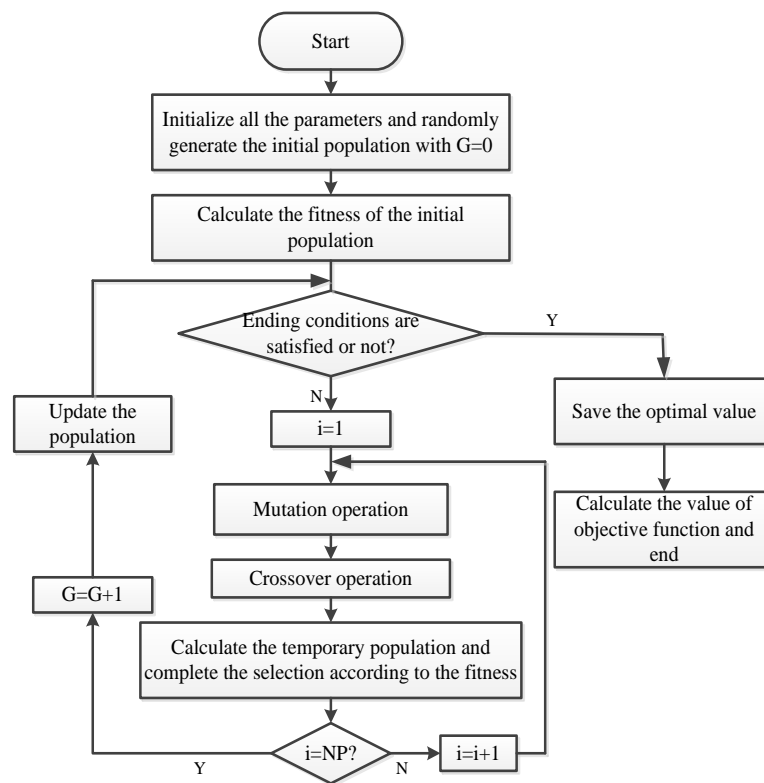 Start
Initialize all the parameters and randomly
generate the initial population with G=0
Calculate the fitness of the initial
population
Ending conditions are
satisfied or not?
Y
N
Update the
population
i=1
Save the optimal value
Mutation operation
Calculate the value of
objective function and
end
Crossover operation
G=G+1
Calculate the temporary population and
complete the selection according to the fitness
i=NP?
Y
N
i=i+1